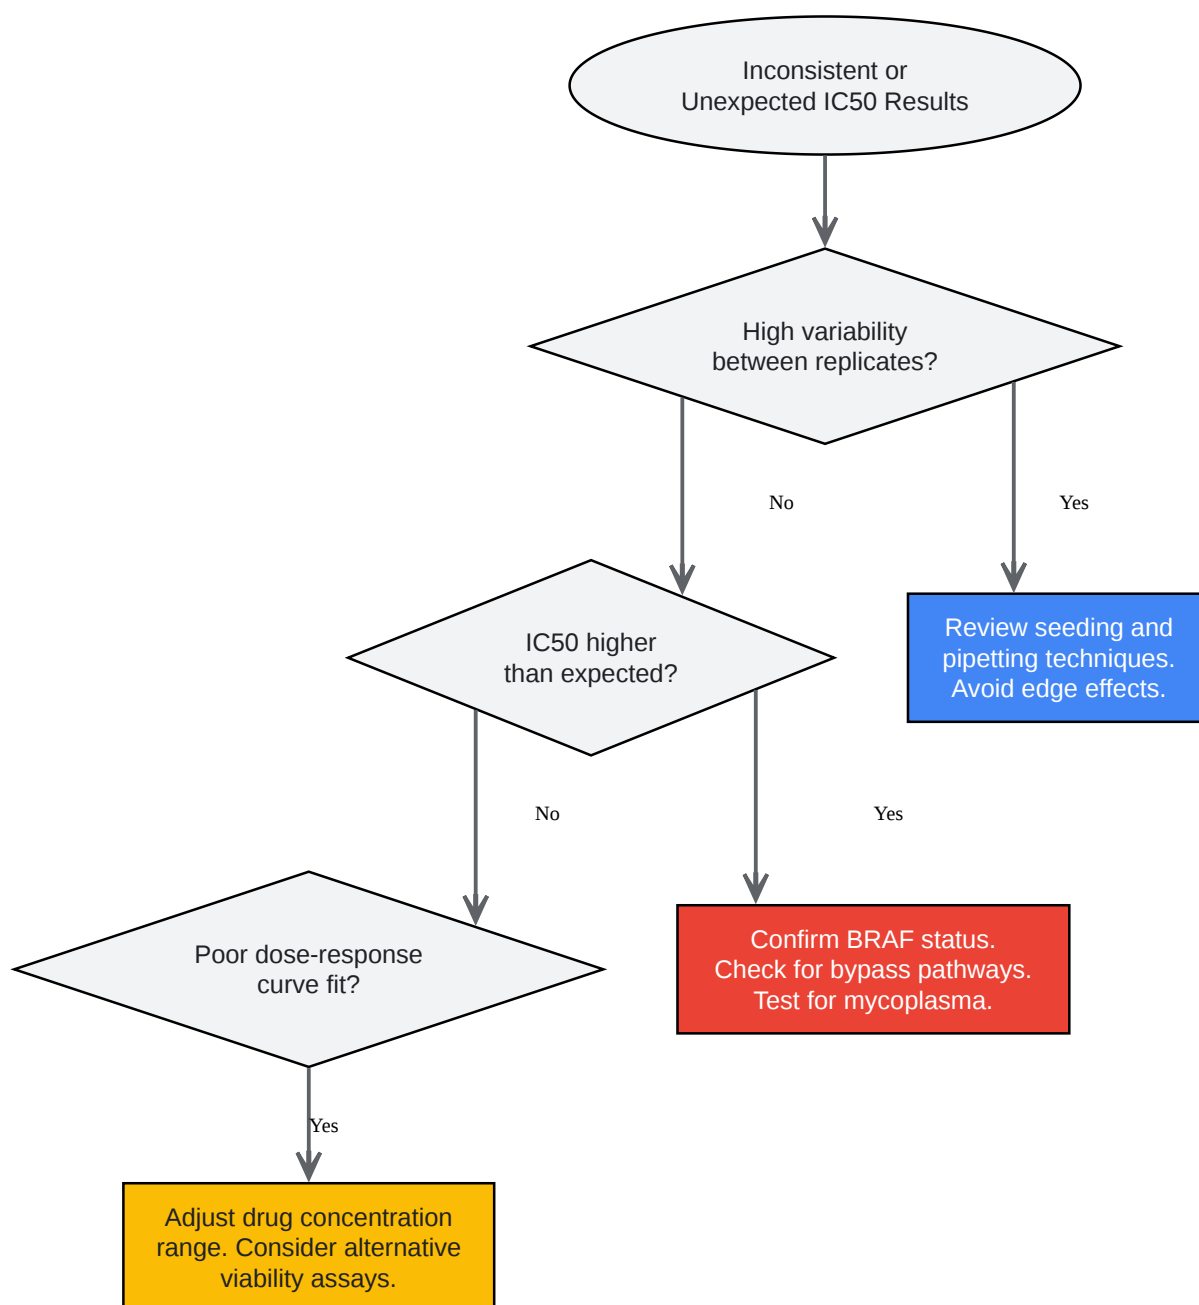 Inconsistent or
Unexpected IC50 Results
High variability
between replicates?
No
Yes
IC50 higher
than expected?
Review seeding and
pipetting techniques.
Avoid edge effects.
No
Yes
Poor dose-response
curve fit?
Confirm BRAF status.
Check for bypass pathways.
Test for mycoplasma.
Yes
Adjust drug concentration
range. Consider alternative
viability assays.